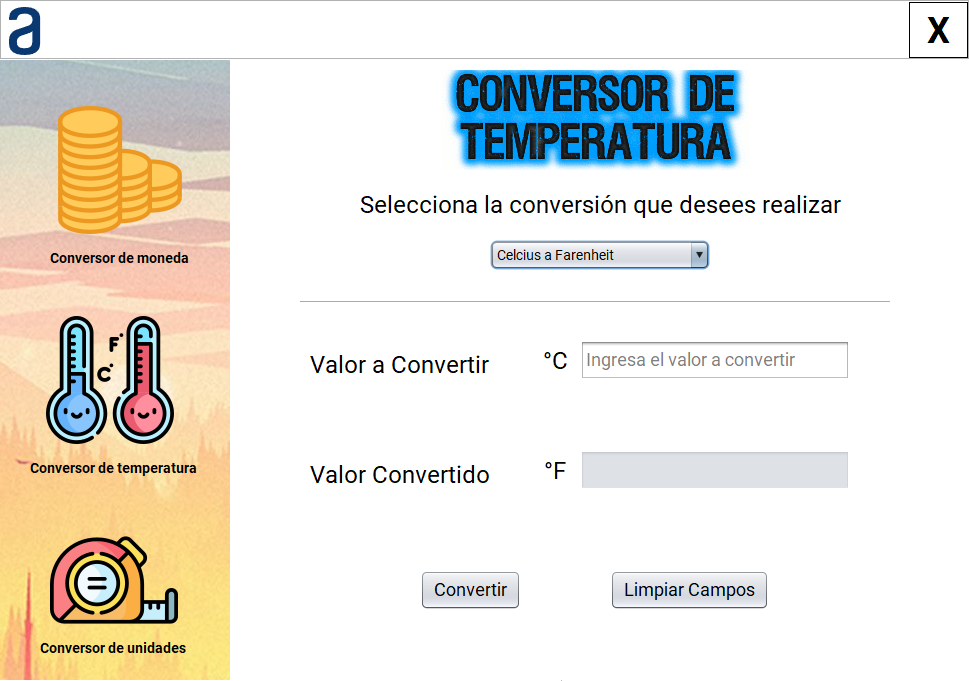 a
X
CONVERSOR DE
TEMPERATURA
Selecciona la conversión que desees realizar
Celcius a Farenheit
Valor a Convertir
°C
Ingresa el valor a convertir
Valor Convertido
°F
Convertir
Limpiar Campos
Conversor de moneda
F
C
Conversor de temperatura
Conversor de unidades